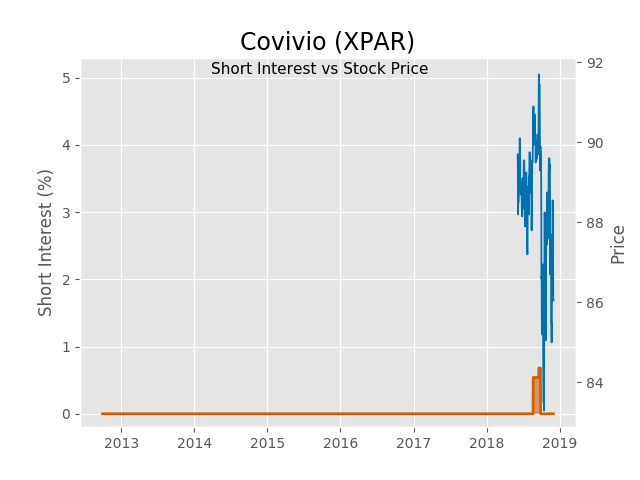 Covivio (XPAR)
Short Interest vs Stock Price
Short Interest (%)
5
4
3
2
1
0
92
90
88
86
84
Price
2013 2014 2015 2016 2017 2018 2019